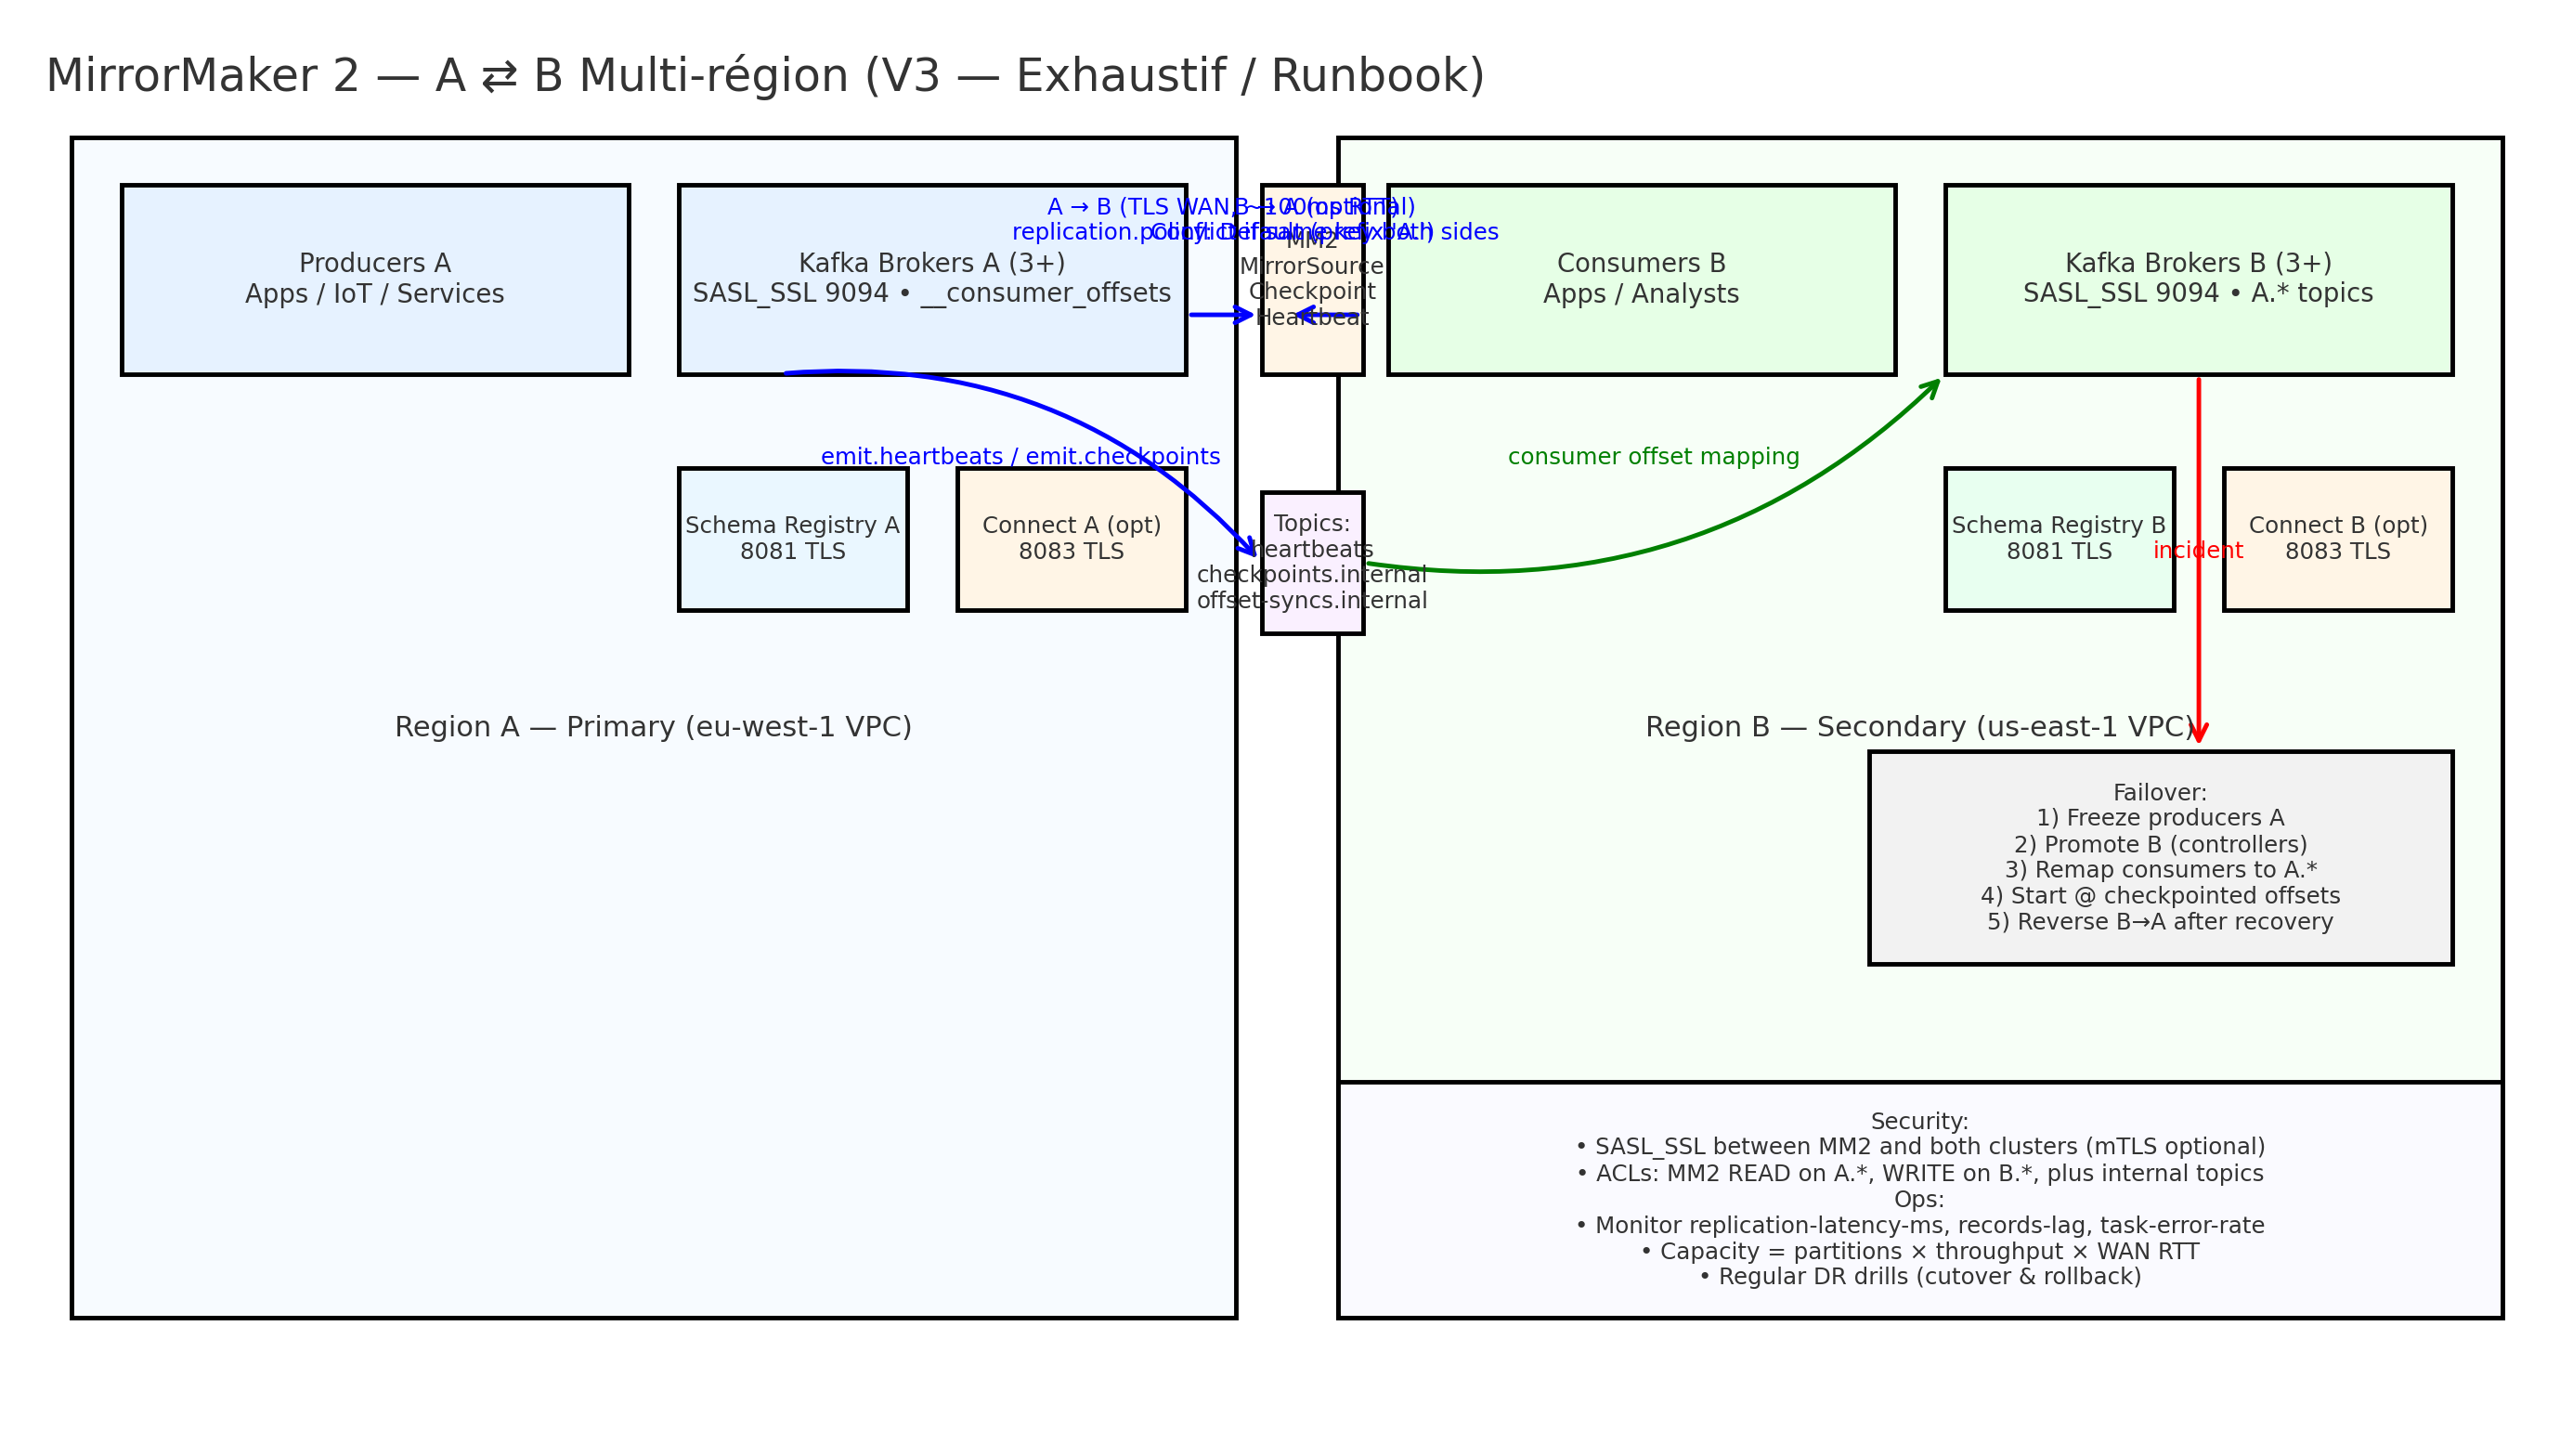 MirrorMaker 2 — A ⇄ B Multi-région (V3 — Exhaustif / Runbook)
Producers A
Apps / IoT / Services
Kafka Brokers A (3+)
SASL_SSL 9094 • __consumer_offsets
A → B (TLS WAN, ~100ms RTT)
replication.policy: Default (prefix 'A.')
B → A (optional)
Conflict if same key both sides
MM2
MirrorSource
Checkpoint
Heartbeat
Consumers B
Apps / Analysts
Kafka Brokers B (3+)
SASL_SSL 9094 • A.* topics
emit.heartbeats / emit.checkpoints
consumer offset mapping
Schema Registry A
8081 TLS
Connect A (opt)
8083 TLS
Topics:
heartbeats
checkpoints.internal
offset-syncs.internal
Schema Registry B
8081 TLS
incident
Connect B (opt)
8083 TLS
Region A — Primary (eu-west-1 VPC)
Region B — Secondary (us-east-1 VPC)
Failover:
1) Freeze producers A
2) Promote B (controllers)
3) Remap consumers to A.*
4) Start @ checkpointed offsets
5) Reverse B→A after recovery
Security:
• SASL_SSL between MM2 and both clusters (mTLS optional)
• ACLs: MM2 READ on A.*, WRITE on B.*, plus internal topics
Ops:
• Monitor replication-latency-ms, records-lag, task-error-rate
• Capacity = partitions × throughput × WAN RTT
• Regular DR drills (cutover & rollback)